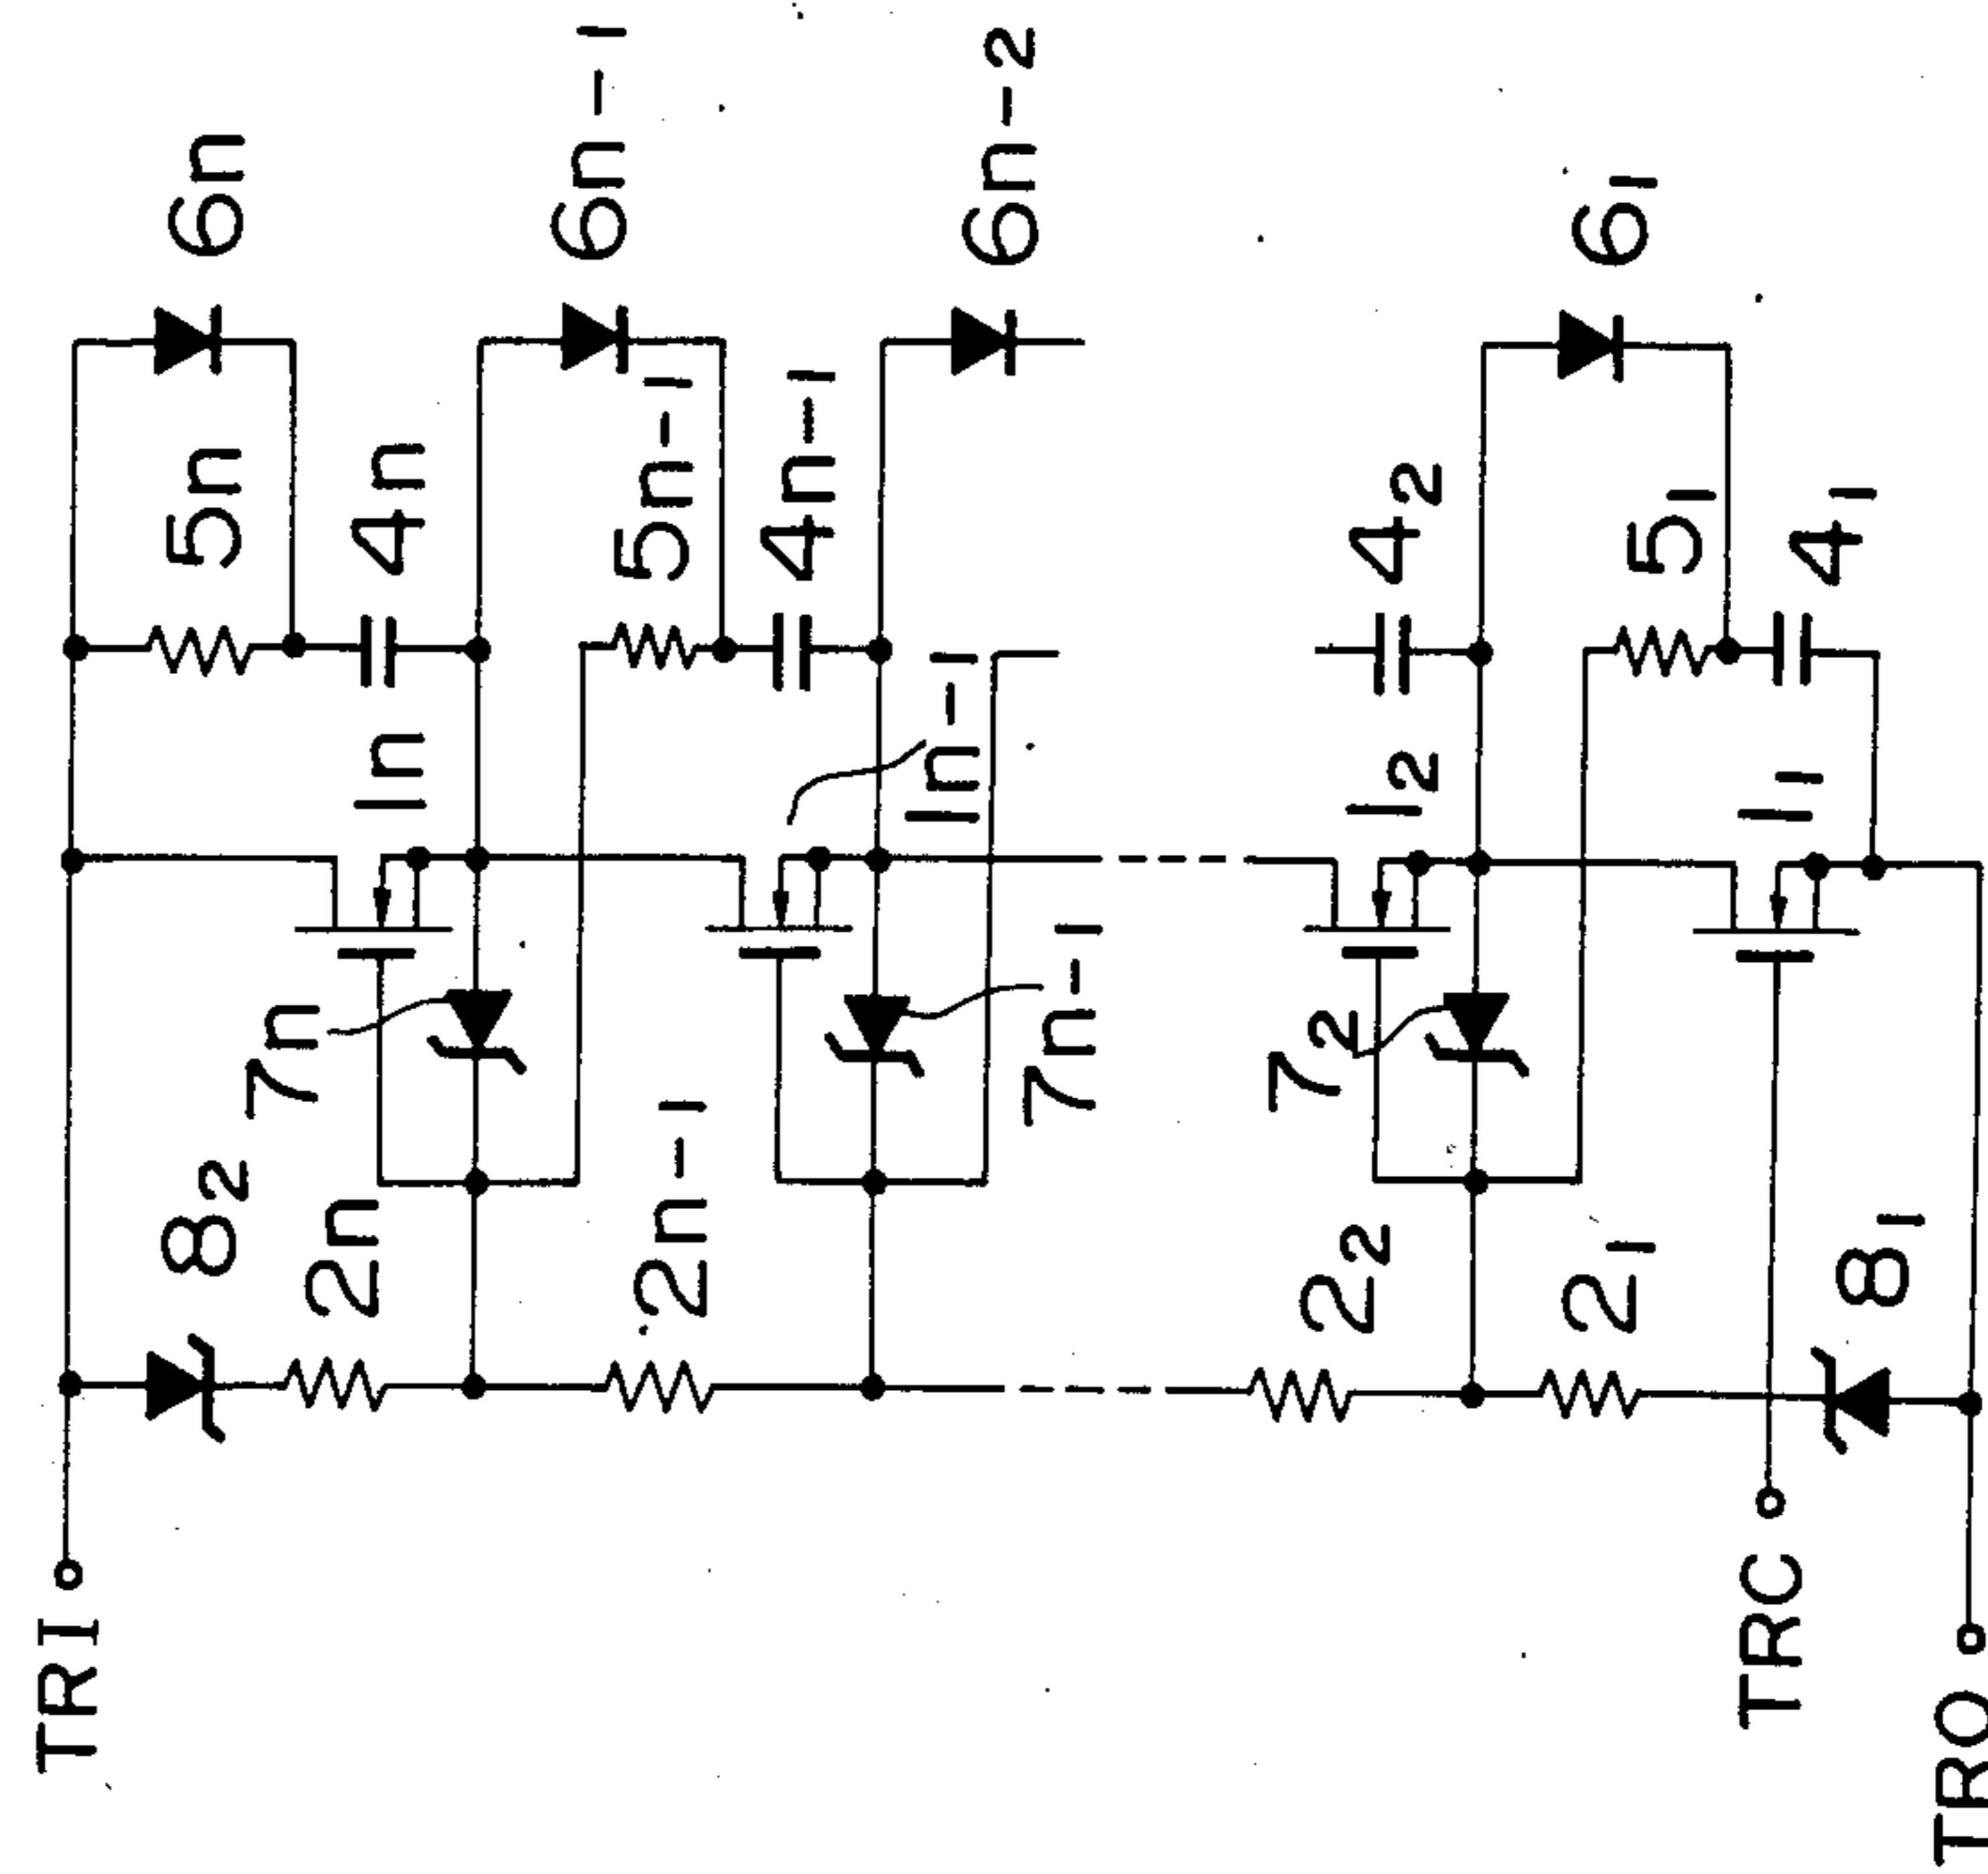 6n
6n-1
6n-2
6₁
5n
4n
5n-1
4n-1
4₂
5₁
4₁
1n
1n-1
1₂
1₁
7n
7n-1
7₂
8₂
2n
2n-1
2₂
2₁
8₁
TRI
TRC
TRO